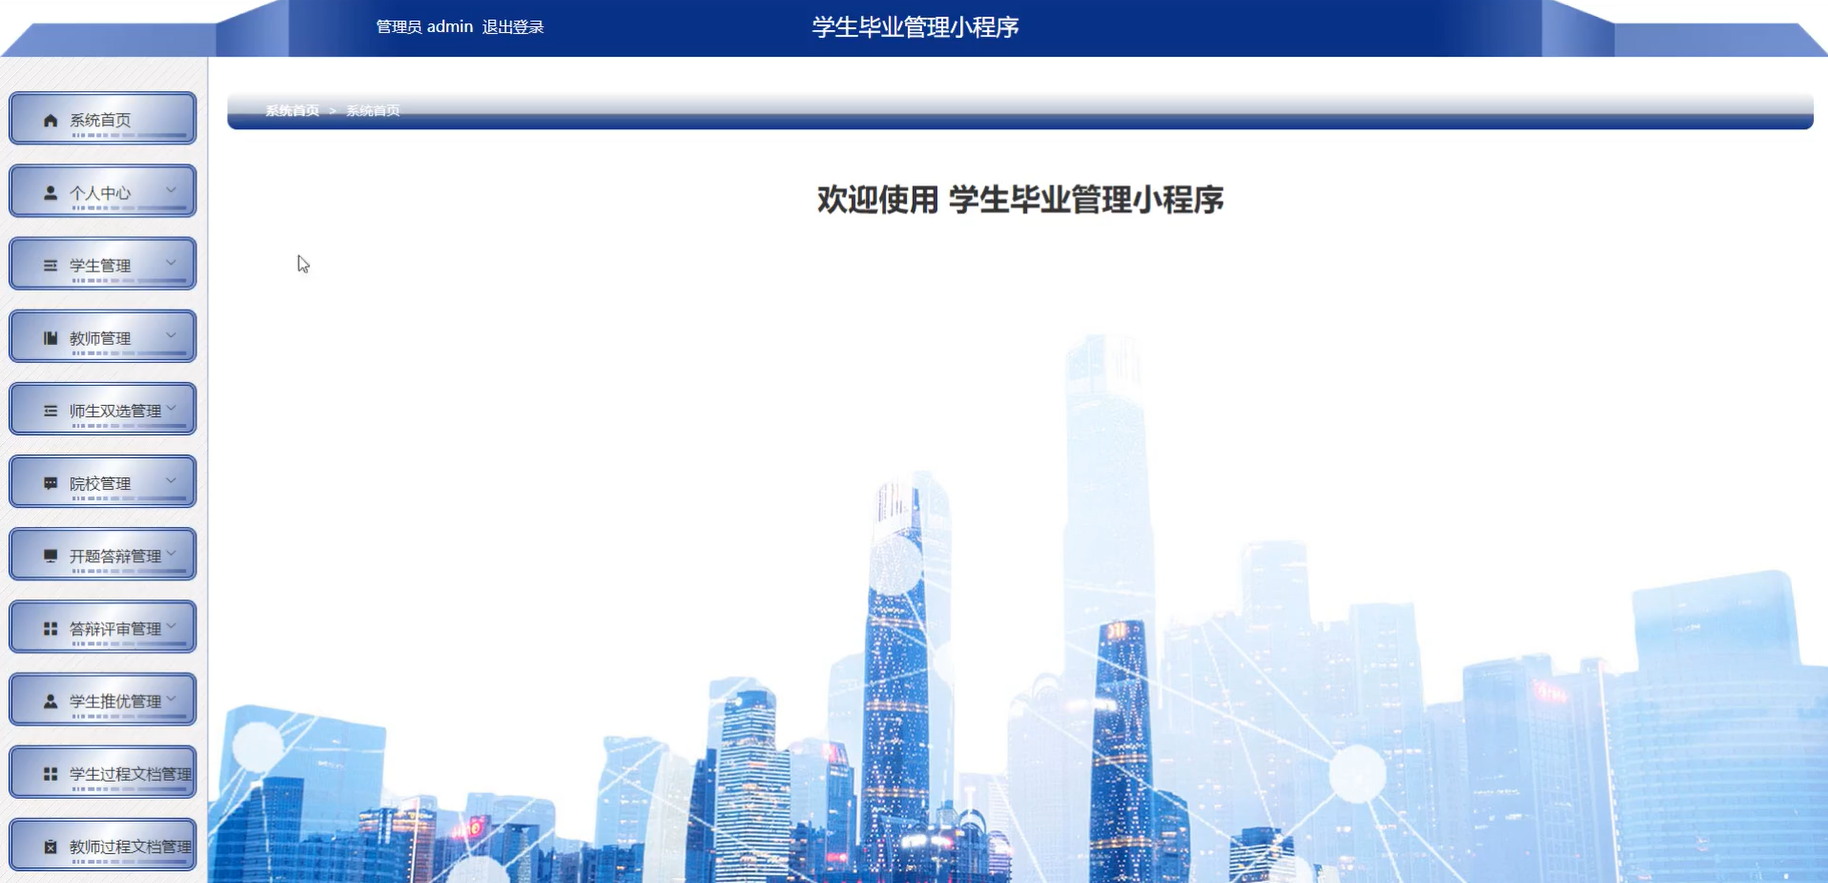 管理员 admin 退出登录
学生毕业管理小程序
系统首页
个人中心
学生管理
教师管理
师生双选管理
院校管理
开题答辩管理
答辩评审管理
学生推优管理
学生过程文档管理
教师过程文档管理
系统首页 > 系统首页
欢迎使用 学生毕业管理小程序